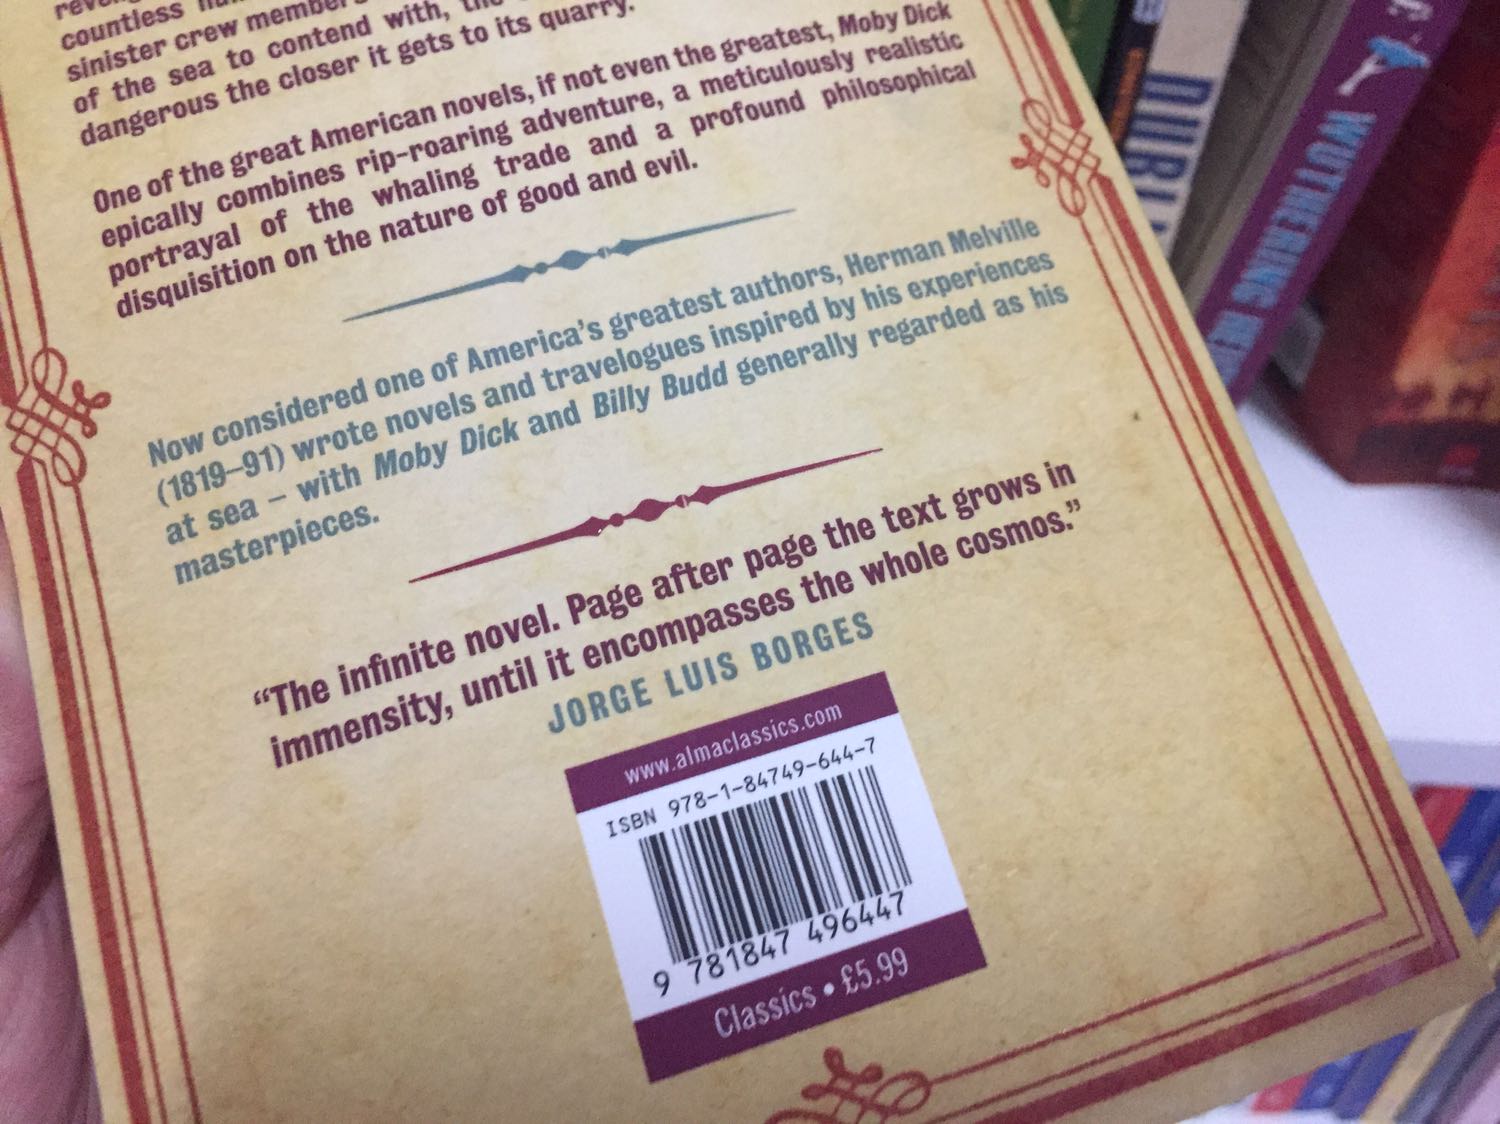 countless
sinister crew members
of the sea to contend with, the
dangerous the closer it gets to its quarry.
One of the great American novels, if not even the greatest, Moby Dick
epically combines rip-roaring adventure, a meticulously realistic
portrayal of the whaling trade and a profound philosophical
disquisition on the nature of good and evil.
Now considered one of America's greatest authors, Herman Melville
(1819–91) wrote novels and travelogues inspired by his experiences
at sea – with Moby Dick and Billy Budd generally regarded as his
masterpieces.
“The infinite novel. Page after page the text grows in
immensity, until it encompasses the whole cosmos.”
JORGE LUIS BORGES
www.almaclassics.com
ISBN 978-1-84749-644-7
9 781847 496447
Classics • £5.99
WUTHERING